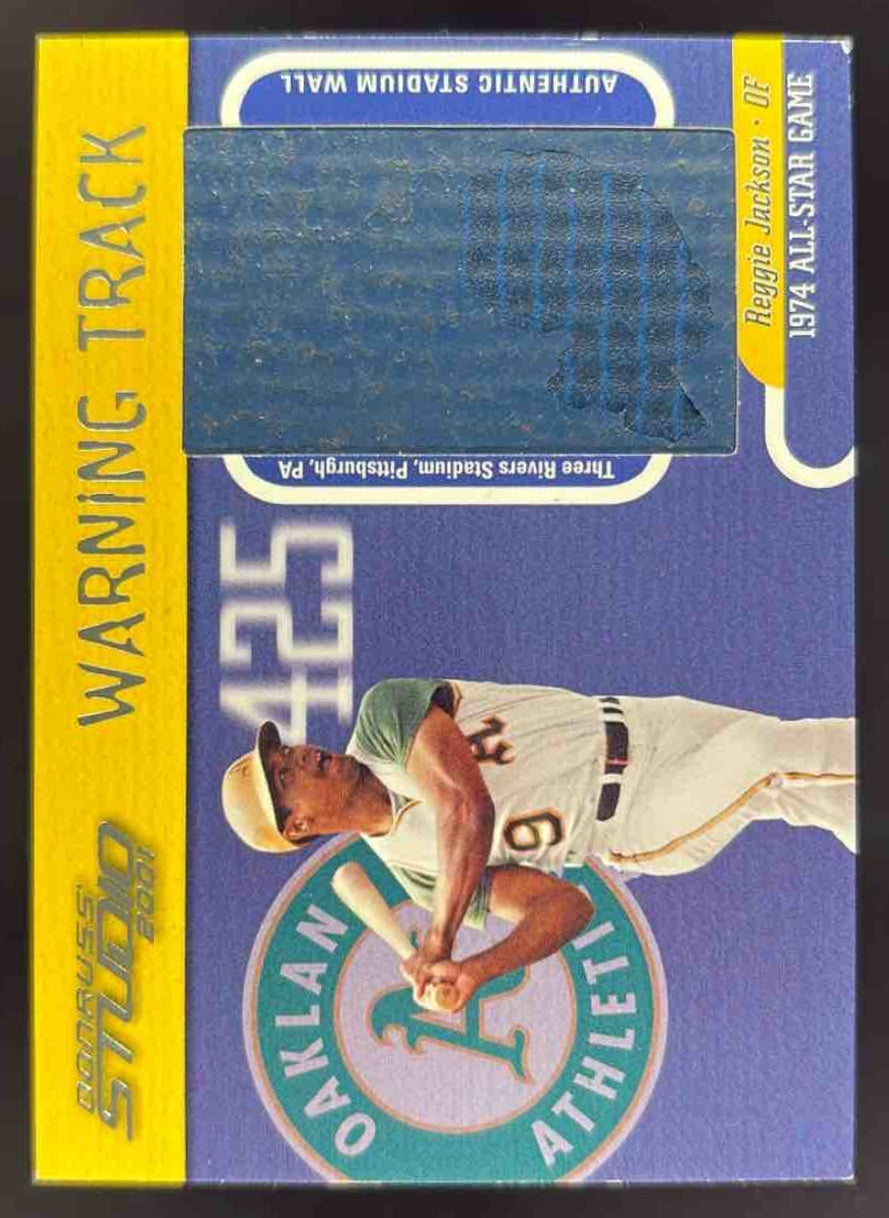 DONRUSS'
STUDIO
2001
WARNING TRACK
425
Three Rivers Stadium, Pittsburgh, PA
AUTHENTIC STADIUM WALL
OAKLAND
A
ATHLETI
9
Reggie Jackson · OF
1974 ALL-STAR GAME